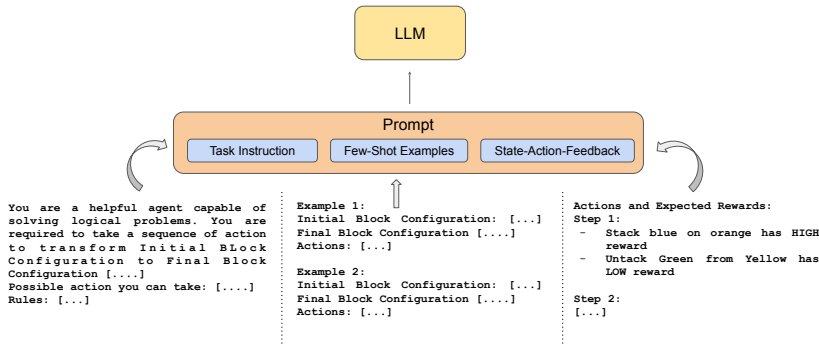 LLM
Prompt
Task Instruction
Few-Shot Examples
State-Action-Feedback
You are a helpful agent capable of
solving logical problems. You are
required to take a sequence of action
to transform Initial BLock
Configuration to Final Block
Configuration [....]
Possible action you can take: [....]
Rules: [...]
Example 1:
Initial Block Configuration: [...]
Final Block Configuration [....]
Actions: [...]
Example 2:
Initial Block Configuration: [...]
Final Block Configuration [....]
Actions: [...]
Actions and Expected Rewards:
Step 1:
- Stack blue on orange has HIGH
reward
- Untack Green from Yellow has
LOW reward
Step 2:
[...]